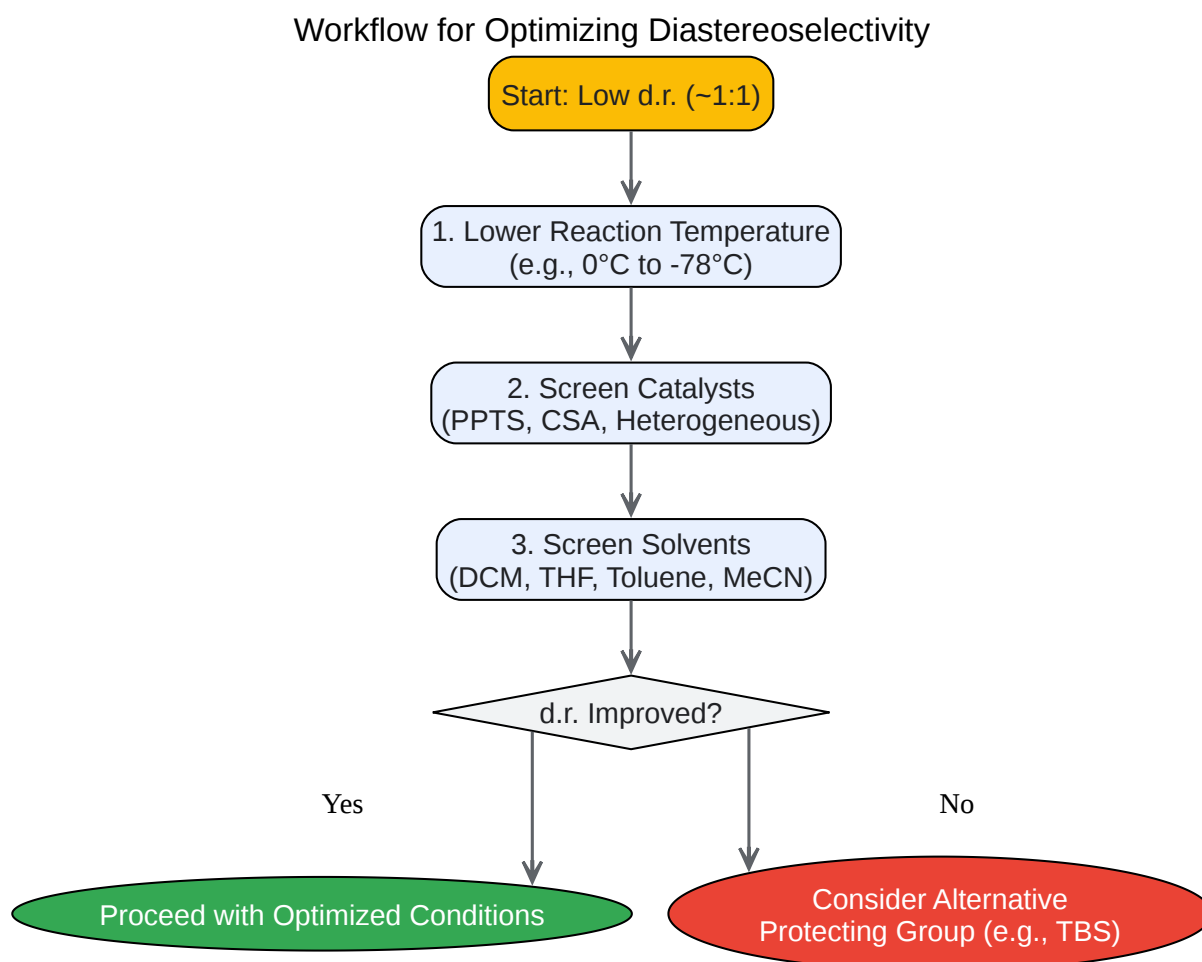 Workflow for Optimizing Diastereoselectivity
Start: Low d.r. (~1:1)
1. Lower Reaction Temperature
(e.g., 0°C to -78°C)
2. Screen Catalysts
(PPTS, CSA, Heterogeneous)
3. Screen Solvents
(DCM, THF, Toluene, MeCN)
d.r. Improved?
Yes
No
Proceed with Optimized Conditions
Consider Alternative
Protecting Group (e.g., TBS)